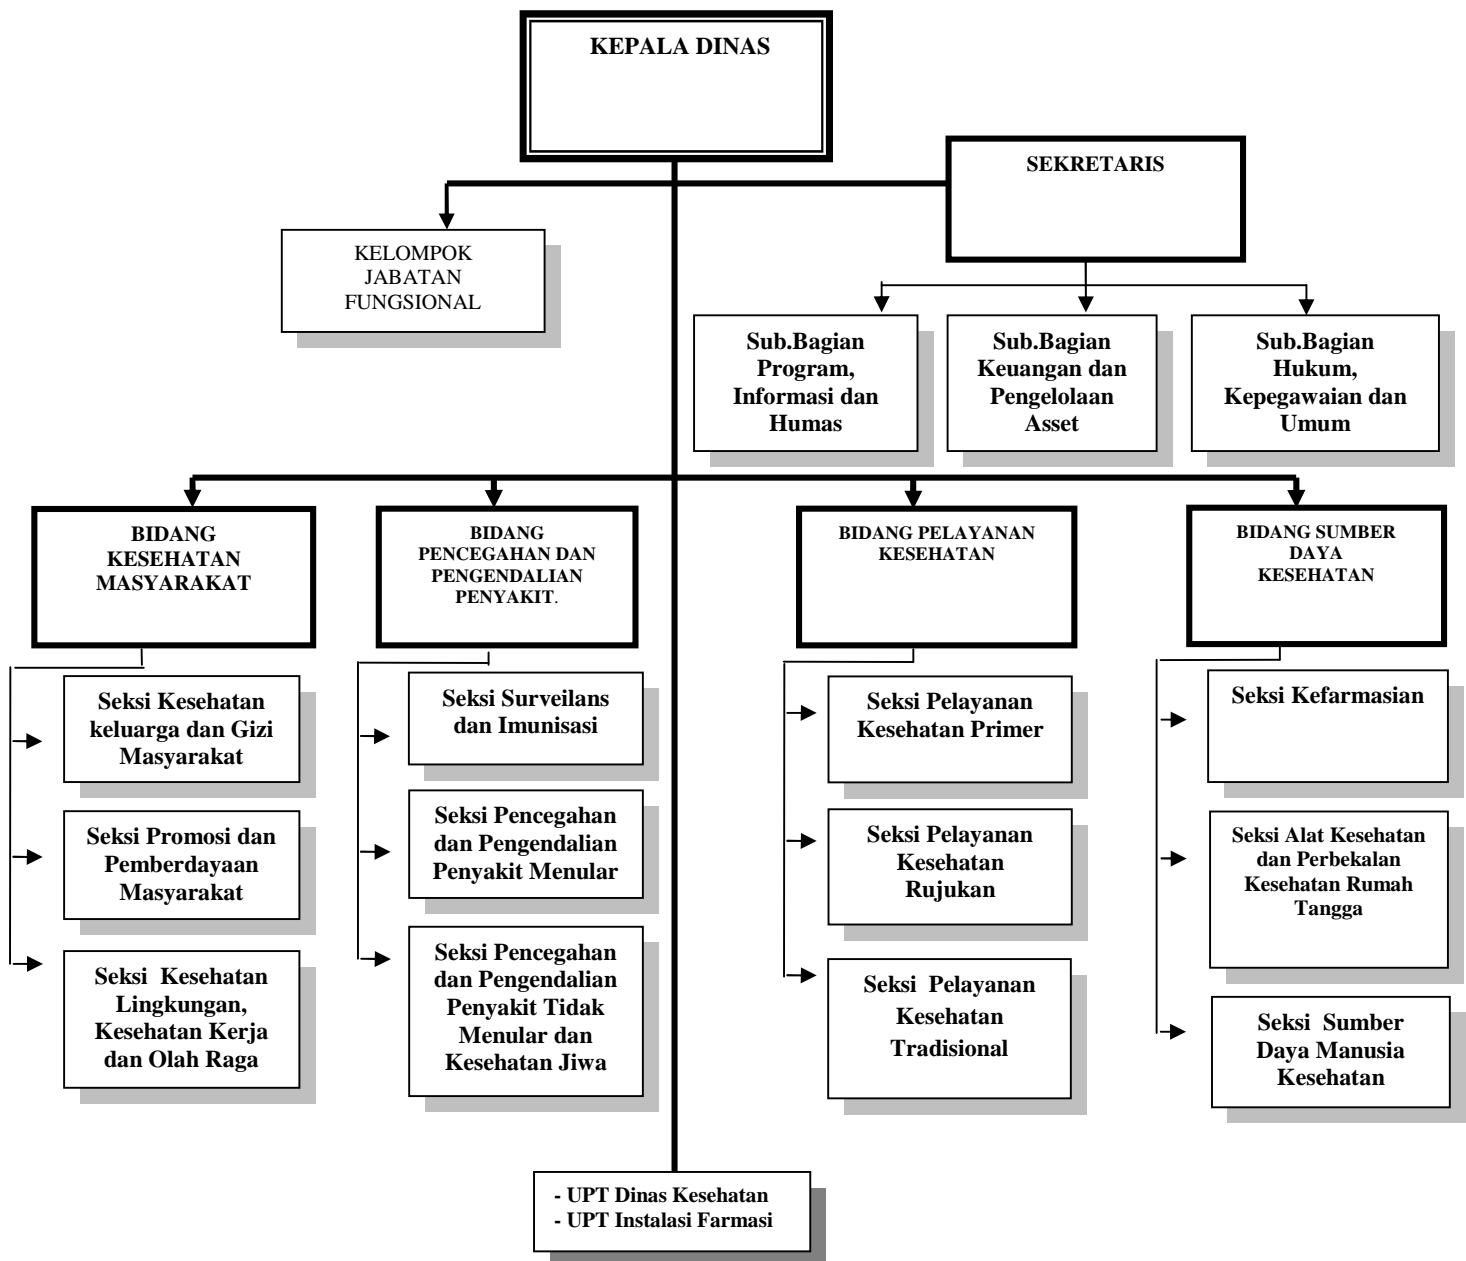 KEPALA DINAS
SEKRETARIS
KELOMPOK
JABATAN
FUNGSIONAL
Sub.Bagian
Program,
Informasi dan
Humas
Sub.Bagian
Keuangan dan
Pengelolaan
Asset
Sub.Bagian
Hukum,
Kepegawaian dan
Umum
BIDANG
KESEHATAN
MASYARAKAT
BIDANG
PENCEGAHAN DAN
PENGENDALIAN
PENYAKIT.
BIDANG PELAYANAN
KESEHATAN
BIDANG SUMBER
DAYA
KESEHATAN
Seksi Kesehatan
keluarga dan Gizi
Masyarakat
Seksi Promosi dan
Pemberdayaan
Masyarakat
Seksi Kesehatan
Lingkungan,
Kesehatan Kerja
dan Olah Raga
Seksi Surveilans
dan Imunisasi
Seksi Pencegahan
dan Pengendalian
Penyakit Menular
Seksi Pencegahan
dan Pengendalian
Penyakit Tidak
Menular dan
Kesehatan Jiwa
Seksi Pelayanan
Kesehatan Primer
Seksi Pelayanan
Kesehatan
Rujukan
Seksi Pelayanan
Kesehatan
Tradisional
Seksi Kefarmasian
Seksi Alat Kesehatan
dan Perbekalan
Kesehatan Rumah
Tangga
Seksi Sumber
Daya Manusia
Kesehatan
- UPT Dinas Kesehatan
- UPT Instalasi Farmasi